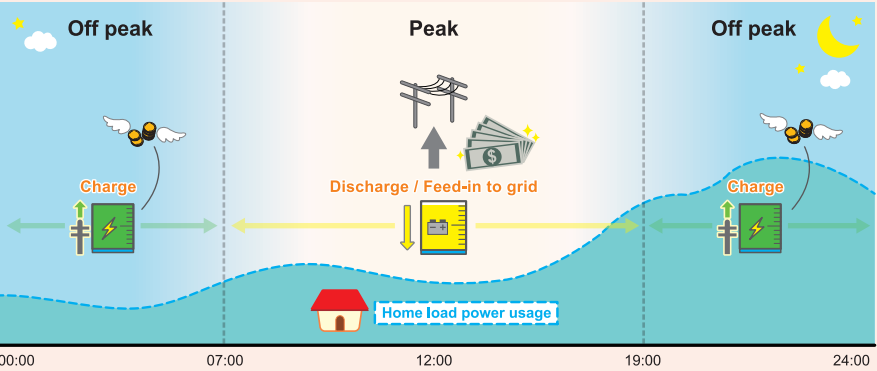 Off peak
Peak
Off peak
$
Charge
Discharge / Feed-in to grid
Charge
Home load power usage
00:00
07:00
12:00
19:00
24:00